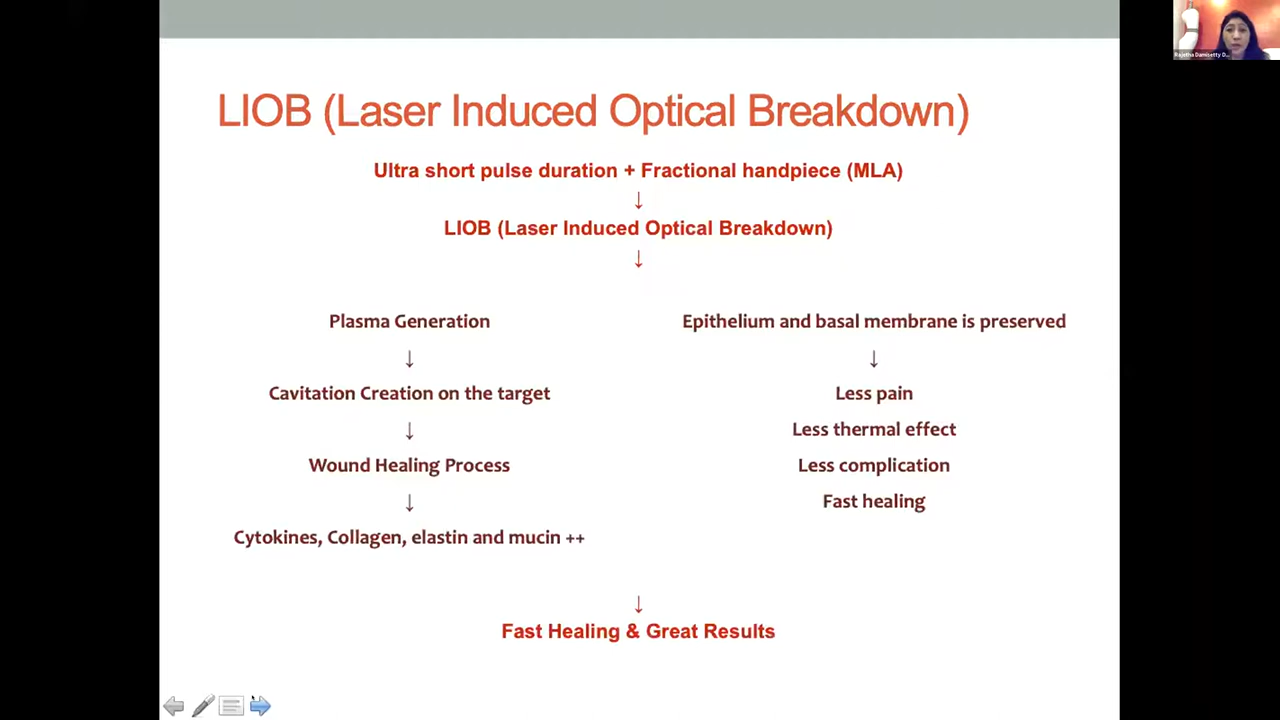 LIOB (Laser Induced Optical Breakdown)
Ultra short pulse duration + Fractional handpiece (MLA)
↓
LIOB (Laser Induced Optical Breakdown)
↓
Plasma Generation
↓
Cavitation Creation on the target
↓
Wound Healing Process
↓
Cytokines, Collagen, elastin and mucin ++
Epithelium and basal membrane is preserved
↓
Less pain
Less thermal effect
Less complication
Fast healing
↓
Fast Healing & Great Results
Rajetha Damisetty D...